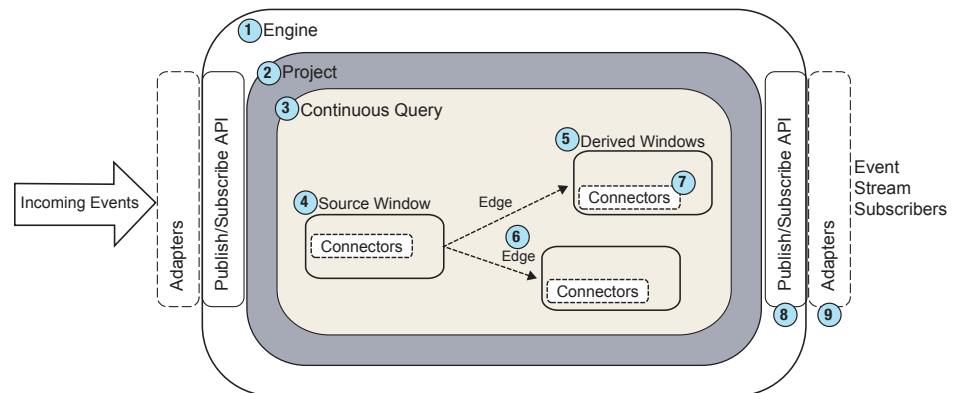 1 Engine
2 Project
3 Continuous Query
Incoming Events
Adapters
Publish/Subscribe API
4 Source Window
Connectors
Edge
6
Edge
5 Derived Windows
7
Connectors
Connectors
Publish/Subscribe API
8
Adapters
9
Event
Stream
Subscribers